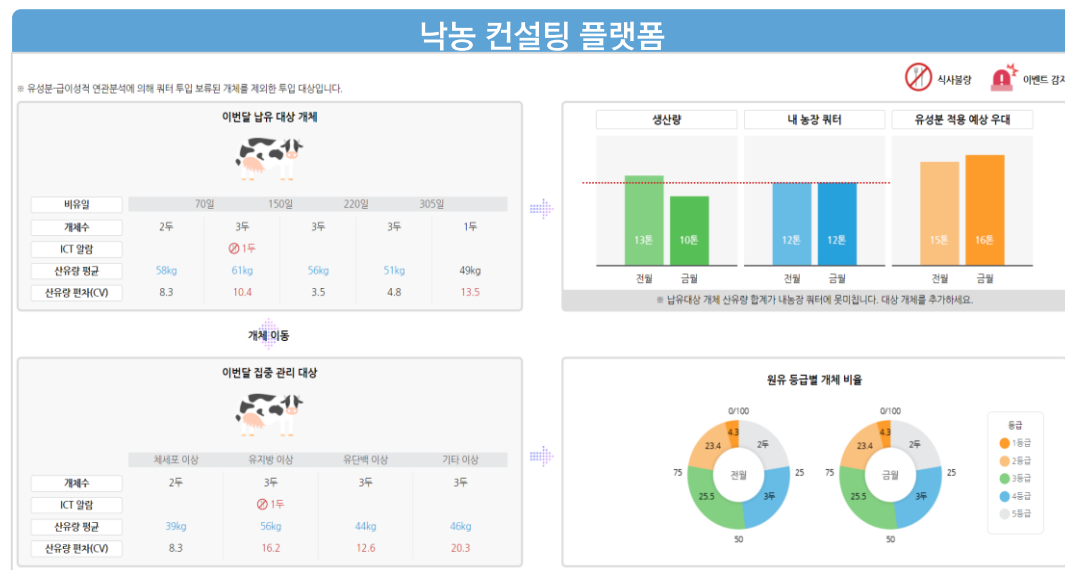 낙농 컨설팅 플랫폼
※ 유성분-급이성적 연관분석에 의해 쿼터 투입 보류된 개체를 제외한 투입 대상입니다.
식사불량 이벤트 감지
이번달 납유 대상 개체
비유일 70일 150일 220일 305일
개체수 2두 3두 3두 3두 1두
ICT 알람 1두
산유량 평균 58kg 61kg 56kg 51kg 49kg
산유량 편차(CV) 8.3 10.4 3.5 4.8 13.5
생산량 내 농장 쿼터 유성분 적용 예상 우대
13톤 10톤 12톤 12톤 15톤 16톤
전월 금월 전월 금월 전월 금월
※ 납유대상 개체 산유량 합계가 내농장 쿼터에 못미칩니다. 대상 개체를 추가하세요.
개체 이동
이번달 집중 관리 대상
체세포 이상 유지방 이상 유단백 이상 기타 이상
개체수 2두 3두 3두 3두
ICT 알람 1두
산유량 평균 39kg 56kg 44kg 46kg
산유량 편차(CV) 8.3 16.2 12.6 20.3
원유 등급별 개체 비율
0/100
4.3
23.4 2두
75 전월 25
25.5 3두
50
0/100
4.3
23.4 2두
75 금월 25
25.5 3두
50
등급
1등급
2등급
3등급
4등급
5등급